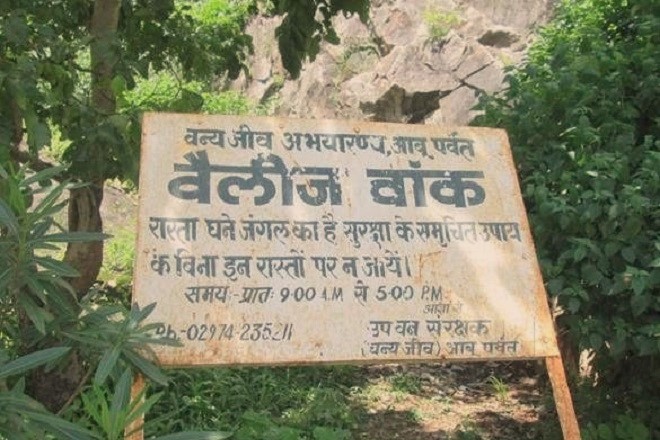 वन्य जीव अभयारण्य, आबू पर्वत
वैलीज वॉक
रास्ता घने जंगल का है सुरक्षा के समुचित उपाय
के बिना इन रास्तों पर न जायें।
समय:- प्रातः 9:00 A.M से 5:00 P.M.
आज्ञा से
Ph.-02974-235211
उप वन संरक्षक
(वन्य जीव) आबू पर्वत